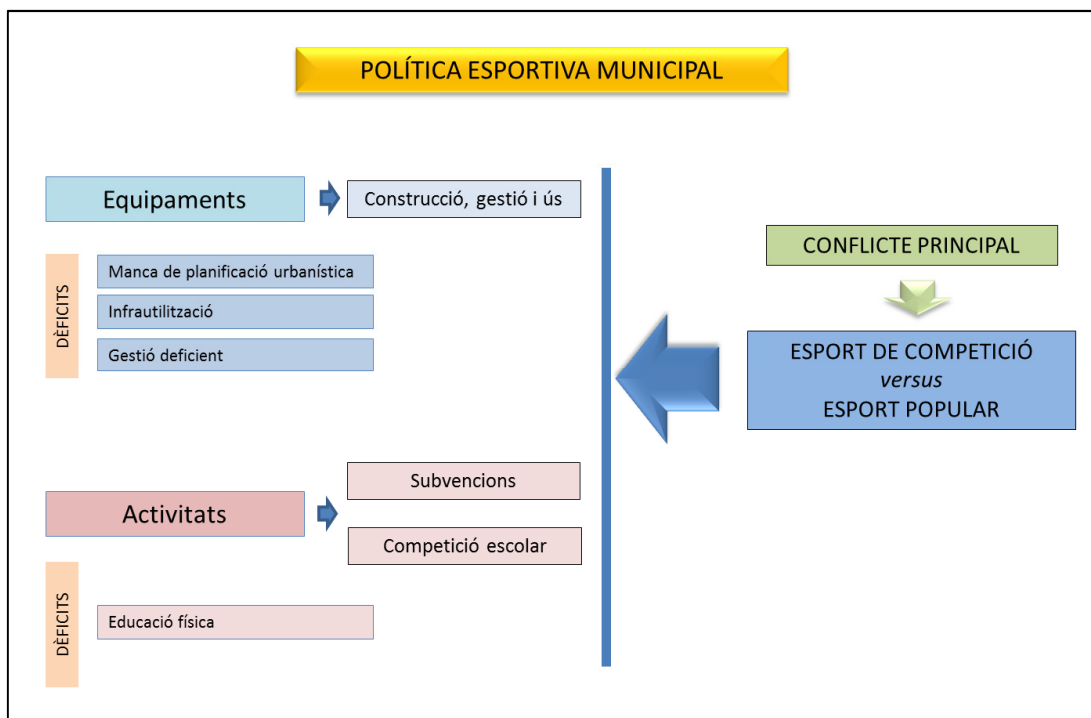 POLÍTICA ESPORTIVA MUNICIPAL
Equipaments
Construcció, gestió i ús
DÈFICITS
Manca de planificació urbanística
Infrautilització
Gestió deficient
Activitats
Subvencions
Competició escolar
DÈFICITS
Educació física
CONFLICTE PRINCIPAL
ESPORT DE COMPETICIÓ
versus
ESPORT POPULAR